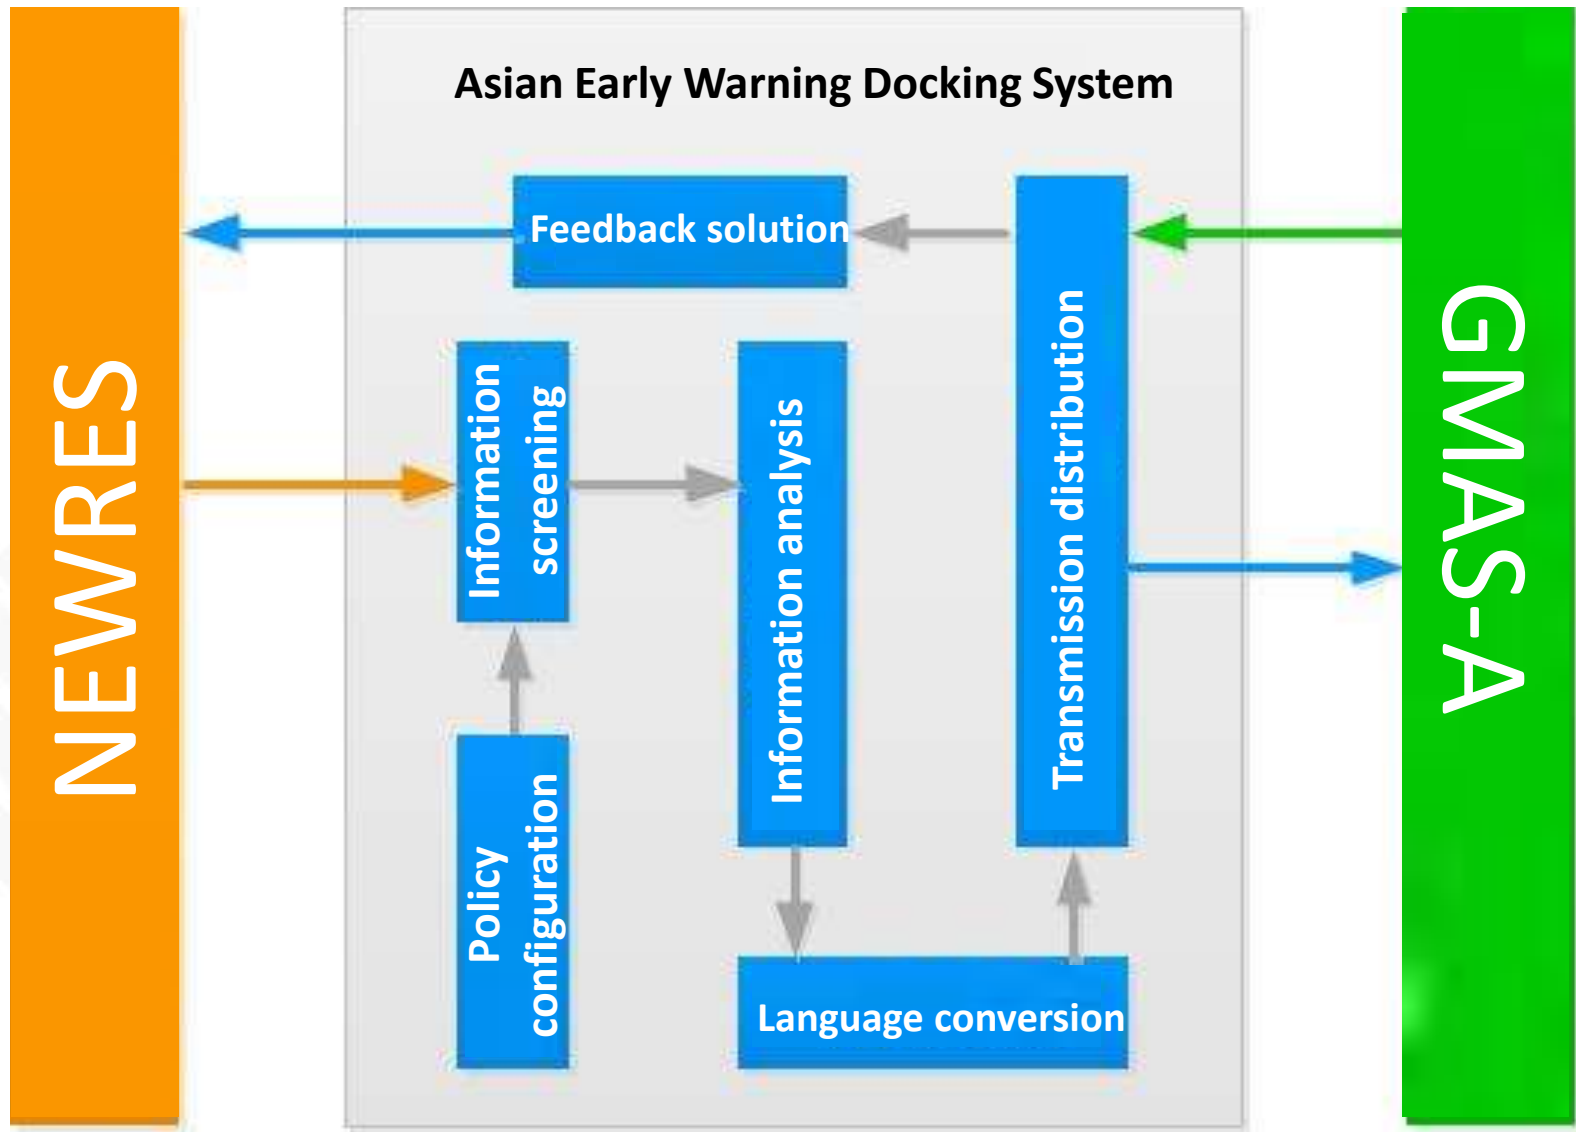 Asian Early Warning Docking System
NEWRES
Feedback solution
Information
screening
Policy
configuration
Information analysis
Language conversion
Transmission distribution
GMAS-A